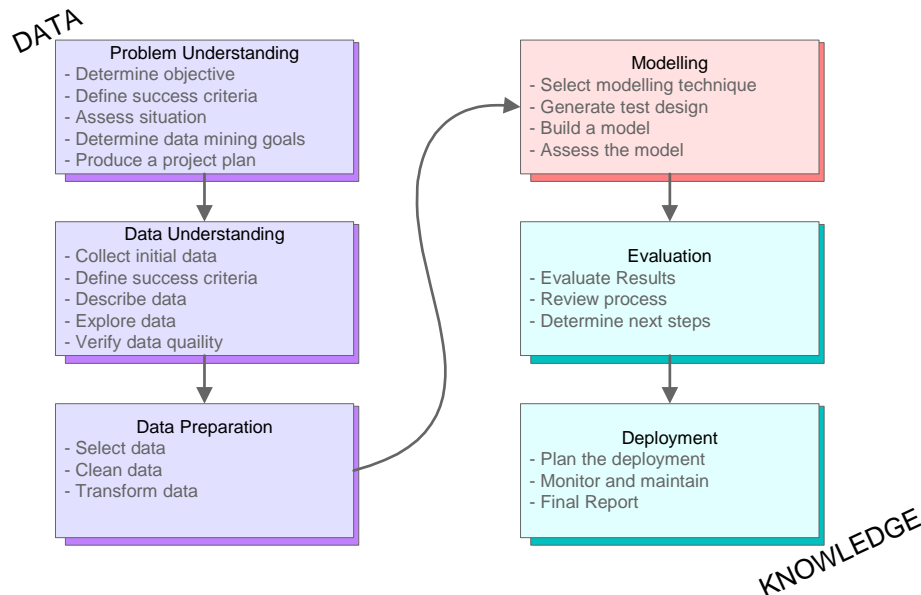 DATA
Problem Understanding
- Determine objective
- Define success criteria
- Assess situation
- Determine data mining goals
- Produce a project plan
Data Understanding
- Collect initial data
- Define success criteria
- Describe data
- Explore data
- Verify data quaility
Data Preparation
- Select data
- Clean data
- Transform data
Modelling
- Select modelling technique
- Generate test design
- Build a model
- Assess the model
Evaluation
- Evaluate Results
- Review process
- Determine next steps
Deployment
- Plan the deployment
- Monitor and maintain
- Final Report
KNOWLEDGE